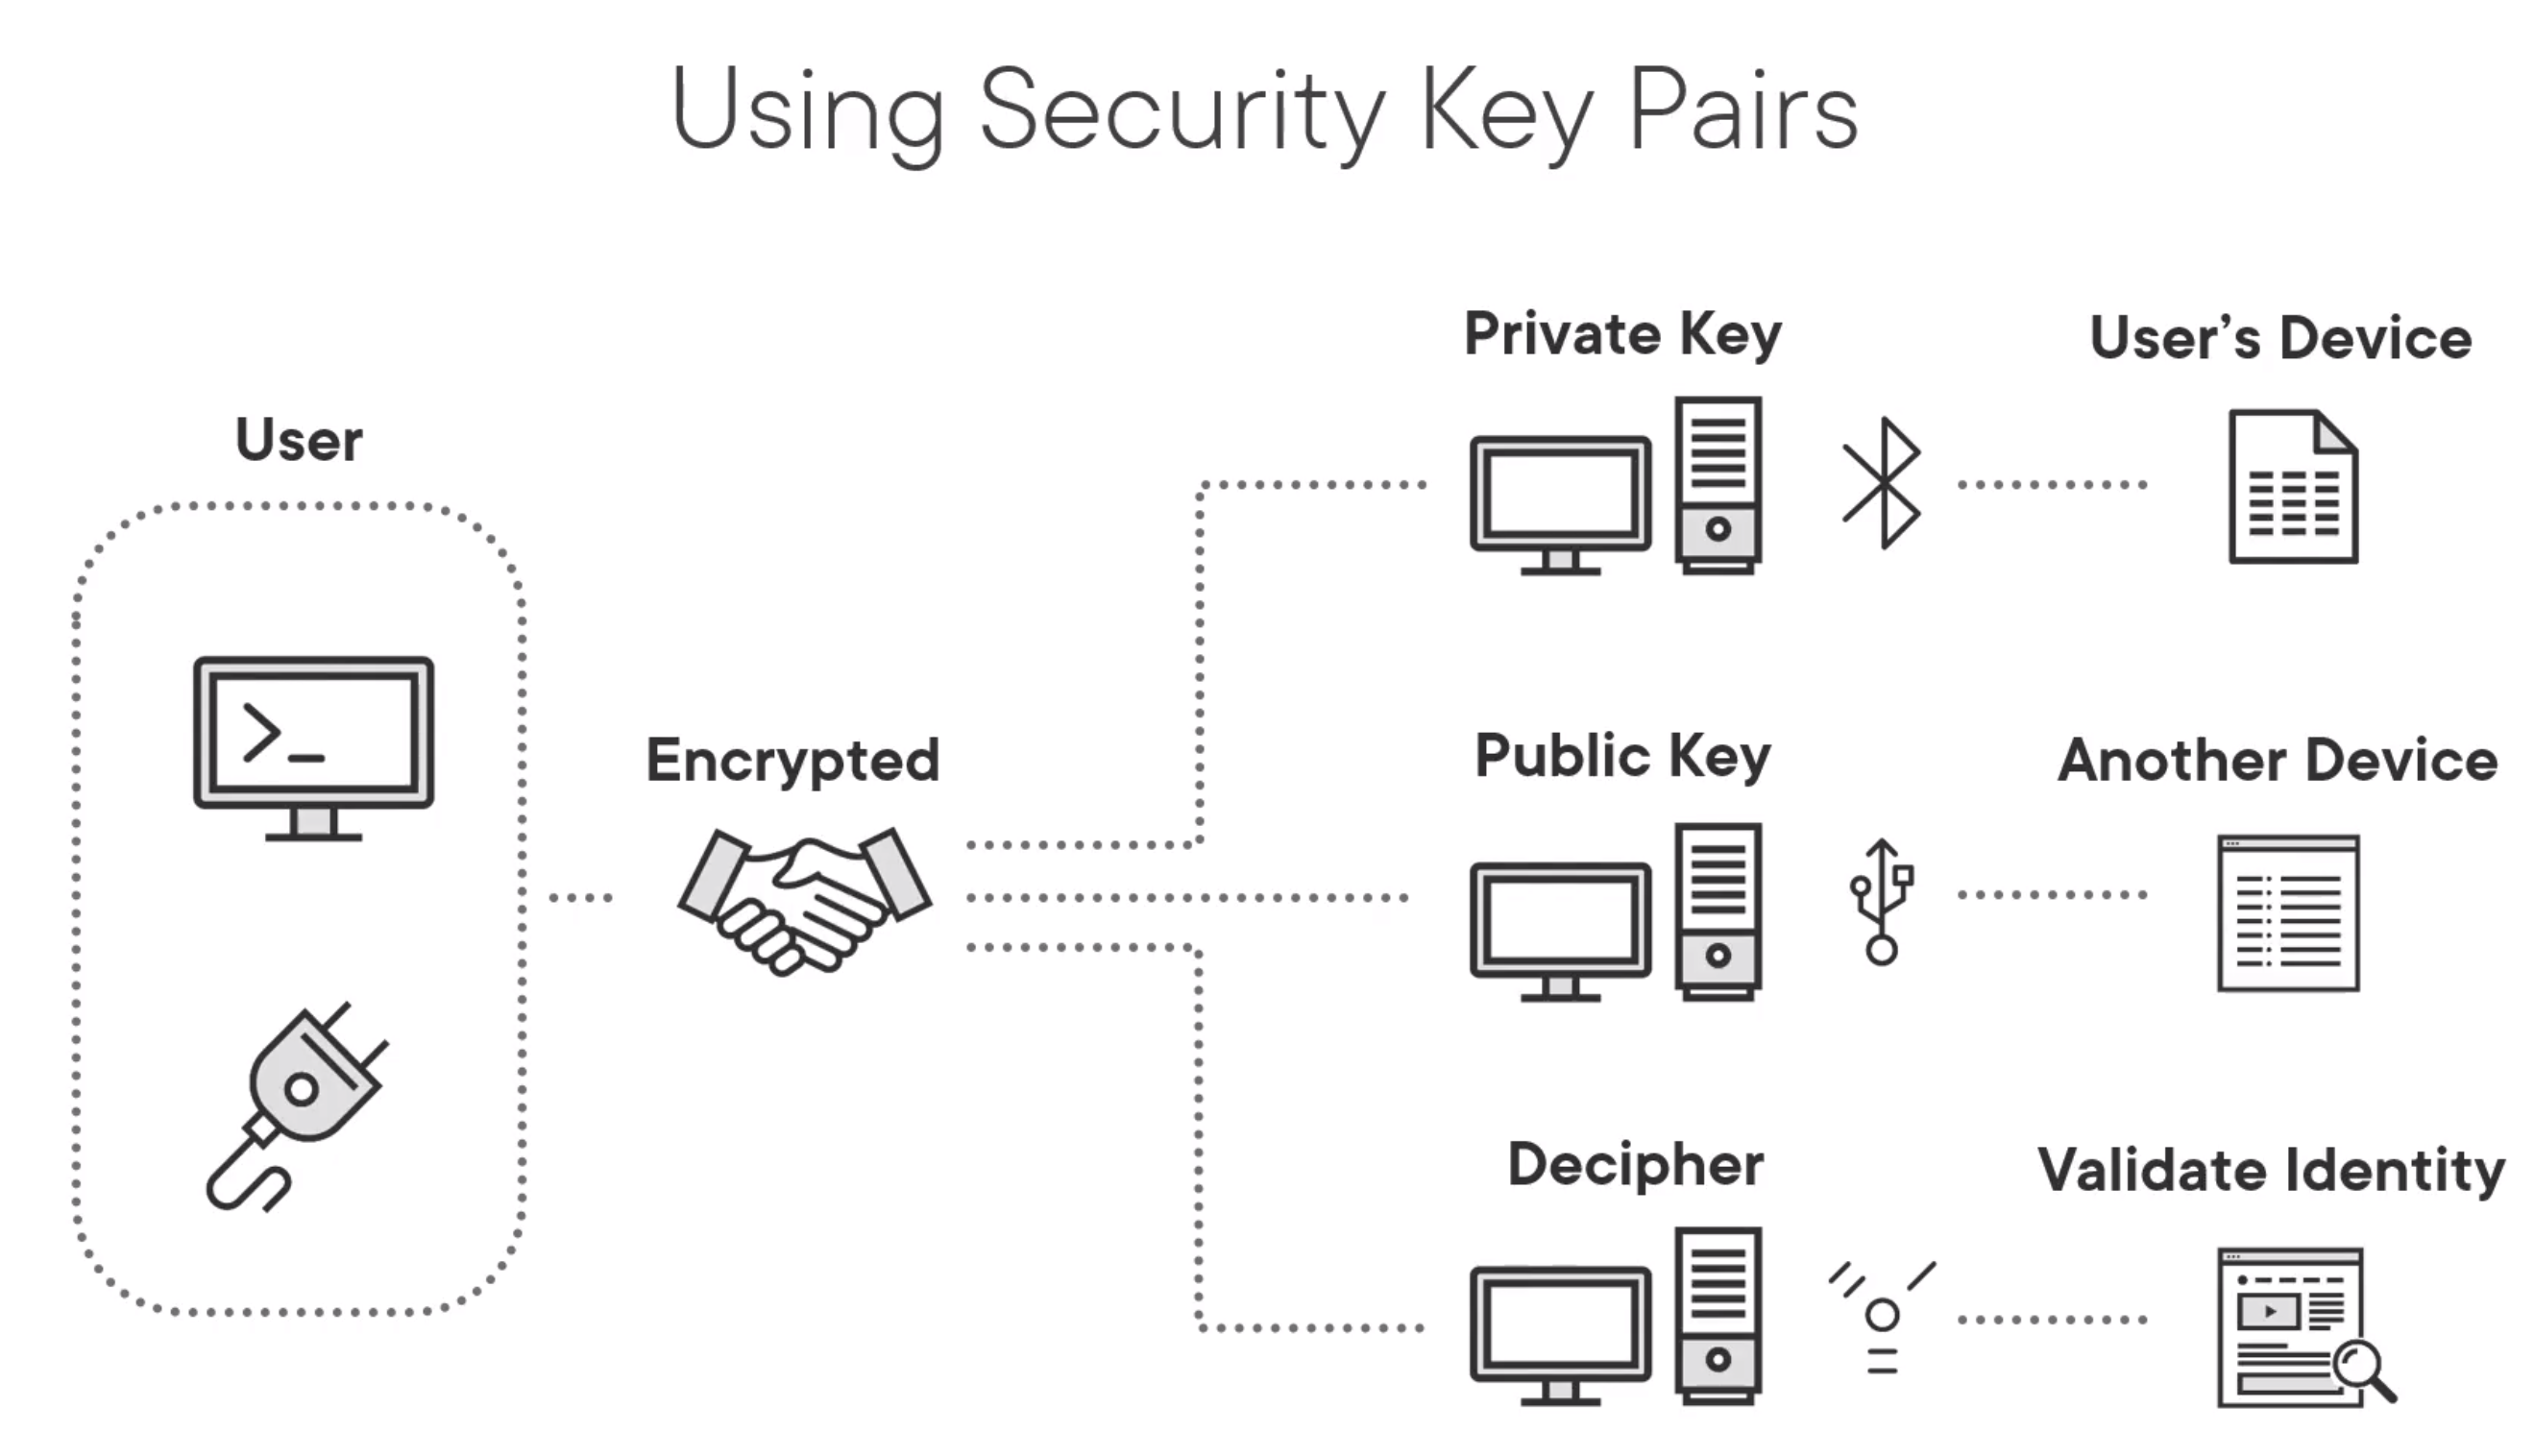 Using Security Key Pairs
User
>_
Encrypted
Private Key
User’s Device
Public Key
Another Device
Decipher
Validate Identity